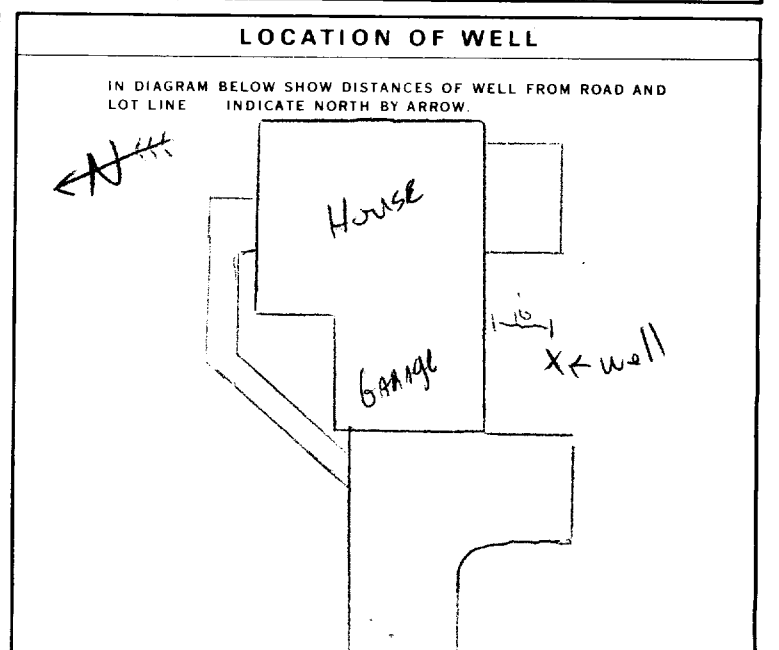 LOCATION OF WELL
IN DIAGRAM BELOW SHOW DISTANCES OF WELL FROM ROAD AND
LOT LINE INDICATE NORTH BY ARROW.
N
House
10'
X ← well
GARAGE